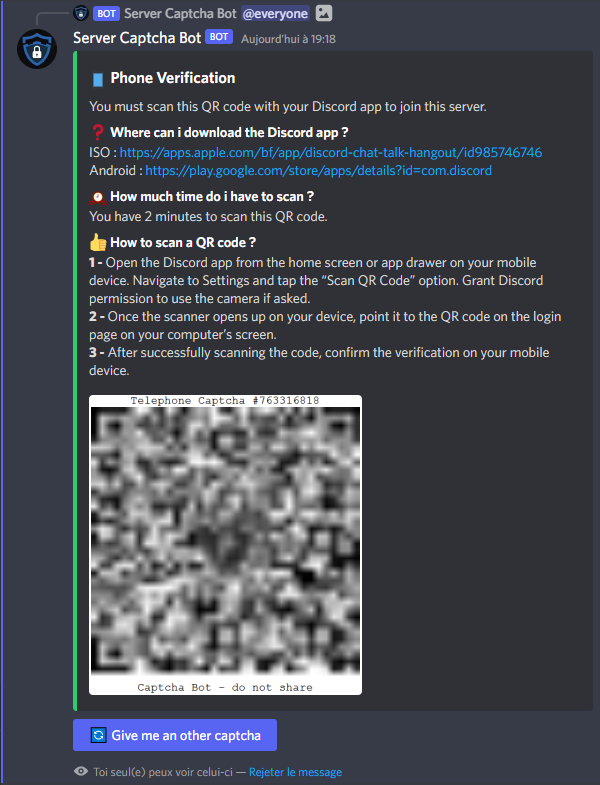 BOT Server Captcha Bot @everyone
Server Captcha Bot BOT Aujourd'hui à 19:18
Phone Verification
You must scan this QR code with your Discord app to join this server.
❓ Where can i download the Discord app ?
ISO : https://apps.apple.com/bf/app/discord-chat-talk-hangout/id985746746
Android : https://play.google.com/store/apps/details?id=com.discord
How much time do i have to scan ?
You have 2 minutes to scan this QR code.
👍 How to scan a QR code ?
1 - Open the Discord app from the home screen or app drawer on your mobile
device. Navigate to Settings and tap the “Scan QR Code” option. Grant Discord
permission to use the camera if asked.
2 - Once the scanner opens up on your device, point it to the QR code on the login
page on your computer’s screen.
3 - After successfully scanning the code, confirm the verification on your mobile
device.
Telephone Captcha #763316818
Captcha Bot - do not share
Give me an other captcha
Toi seul(e) peux voir celui-ci — Rejeter le message